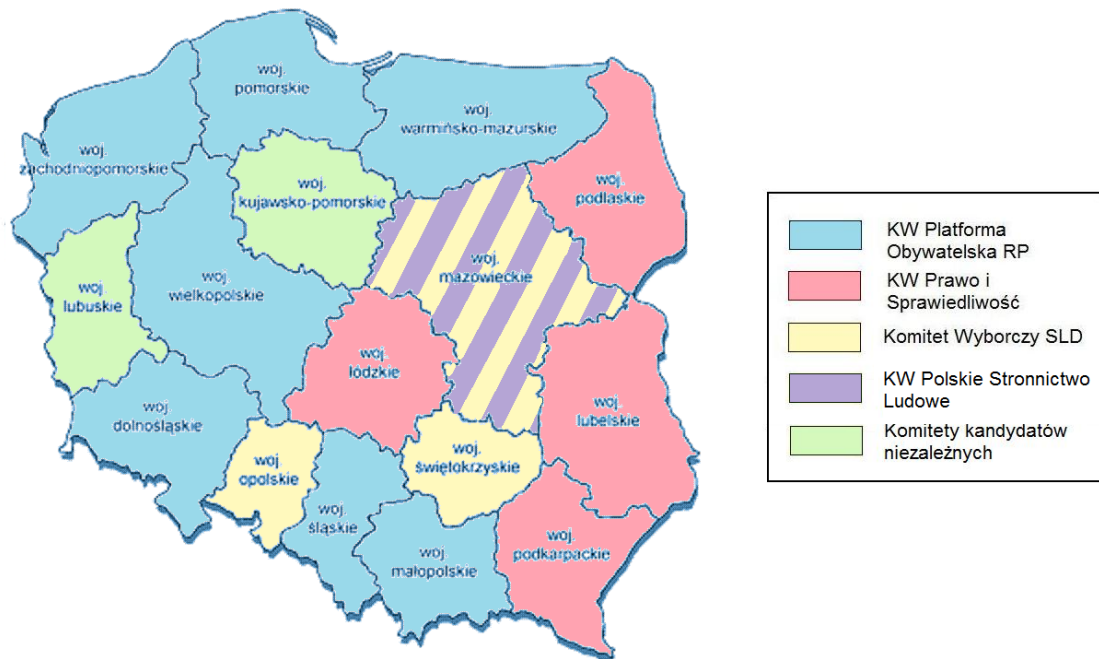 woj.
pomorskie
woj.
warmińsko-mazurskie
woj.
zachodniopomorskie
woj.
podlaskie
woj.
kujawsko-pomorskie
woj.
mazowieckie
woj.
lubuskie
woj.
wielkopolskie
woj.
łódzkie
woj.
dolnośląskie
woj.
lubelskie
woj.
opolskie
woj.
świętokrzyskie
woj.
śląskie
woj.
podkarpackie
woj.
małopolskie
KW Platforma
Obywatelska RP
KW Prawo i
Sprawiedliwość
Komitet Wyborczy SLD
KW Polskie Stronnictwo
Ludowe
Komitety kandydatów
niezależnych